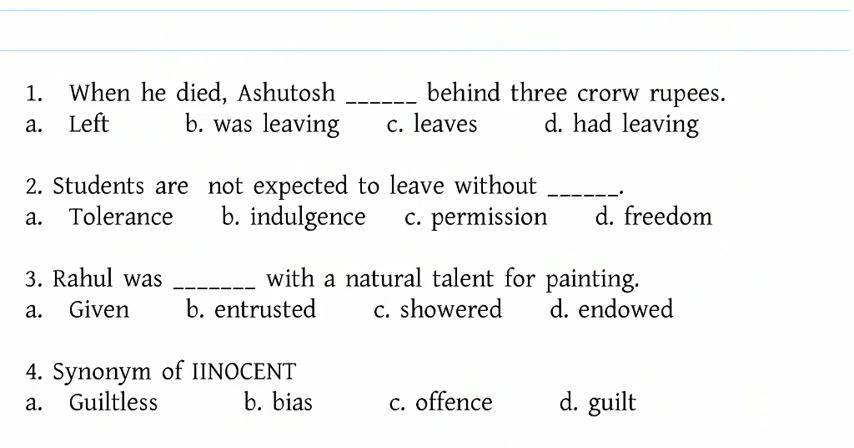 1. When he died, Ashutosh ______ behind three crorw rupees.
a. Left b. was leaving c. leaves d. had leaving
2. Students are not expected to leave without ______.
a. Tolerance b. indulgence c. permission d. freedom
3. Rahul was _______ with a natural talent for painting.
a. Given b. entrusted c. showered d. endowed
4. Synonym of IINOCENT
a. Guiltless b. bias c. offence d. guilt